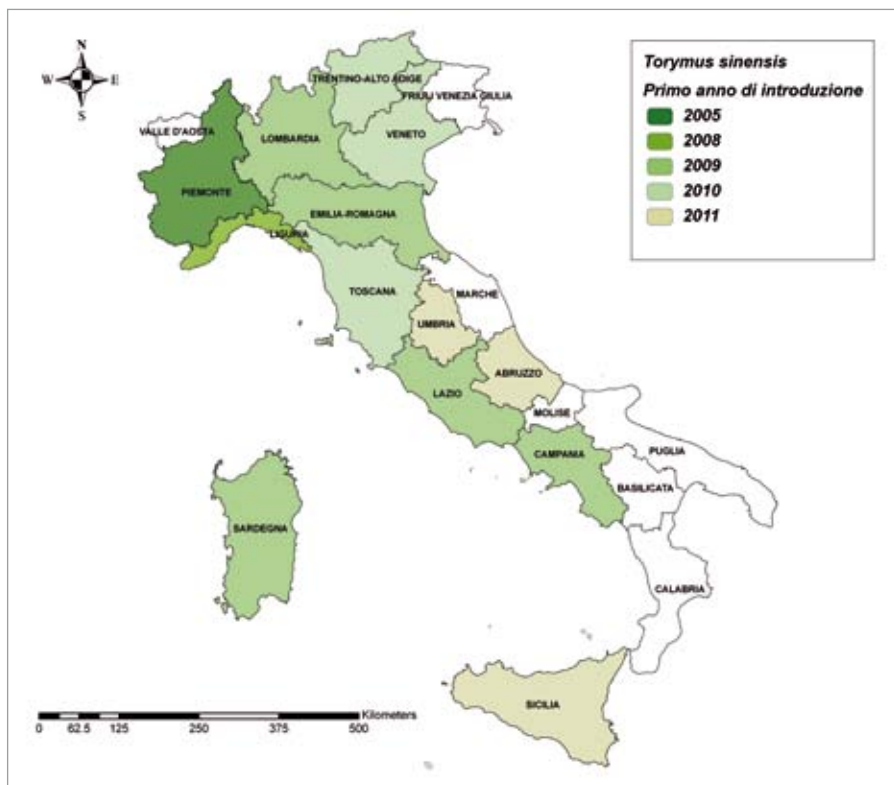 N
W E
S
Torymus sinensis
Primo anno di introduzione
2005
2008
2009
2010
2011
TRENTINO-ALTO ADIGE
FRIULI VENEZIA GIULIA
VALLE D'AOSTA
LOMBARDIA
VENETO
PIEMONTE
EMILIA-ROMAGNA
LIGURIA
TOSCANA
MARCHE
UMBRIA
ABRUZZO
LAZIO
MOLISE
CAMPANIA
PUGLIA
BASILICATA
SARDEGNA
CALABRIA
SICILIA
Kilometers
0 62.5 125 250 375 500